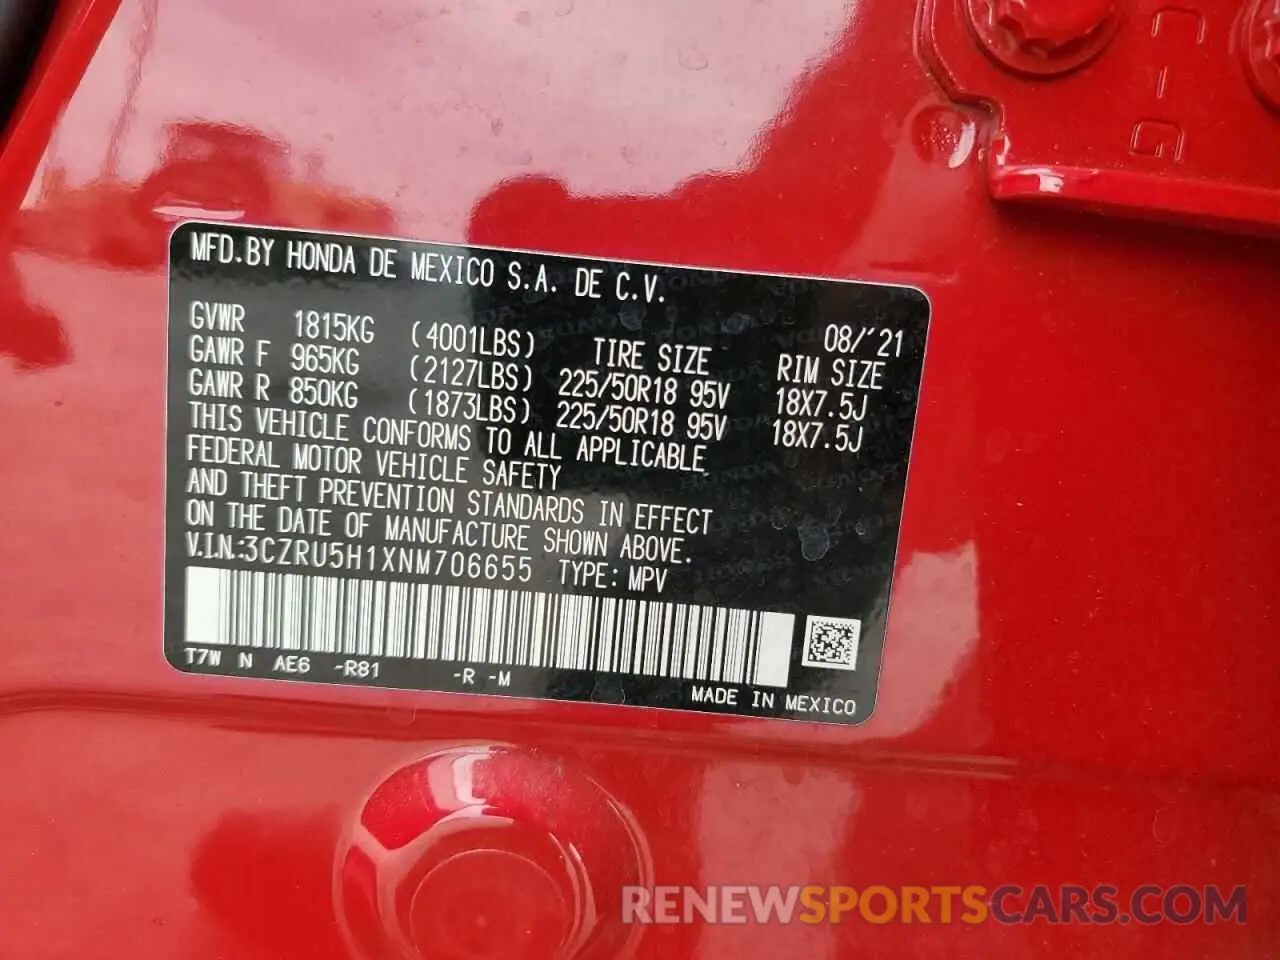 MFD.BY HONDA DE MEXICO S.A. DE C.V.
08/'21
GVWR 1815KG (4001LBS) TIRE SIZE RIM SIZE
GAWR F 965KG (2127LBS) 225/50R18 95V 18X7.5J
GAWR R 850KG (1873LBS) 225/50R18 95V 18X7.5J
THIS VEHICLE CONFORMS TO ALL APPLICABLE
FEDERAL MOTOR VEHICLE SAFETY
AND THEFT PREVENTION STANDARDS IN EFFECT
ON THE DATE OF MANUFACTURE SHOWN ABOVE.
V.I.N.:3CZRU5H1XNM706655 TYPE: MPV
T7W N AE6 -R81 -R -M
MADE IN MEXICO
RENEWSPORTSCARS.COM